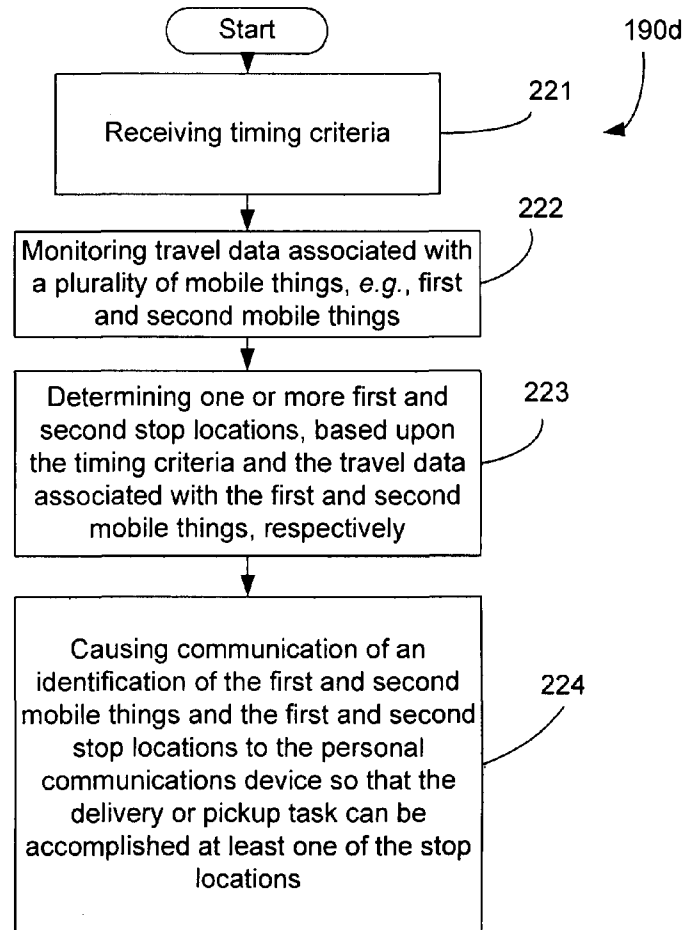 Start
190d
221
Receiving timing criteria
222
Monitoring travel data associated with
a plurality of mobile things, e.g., first
and second mobile things
223
Determining one or more first and
second stop locations, based upon
the timing criteria and the travel data
associated with the first and second
mobile things, respectively
224
Causing communication of an
identification of the first and second
mobile things and the first and second
stop locations to the personal
communications device so that the
delivery or pickup task can be
accomplished at least one of the stop
locations